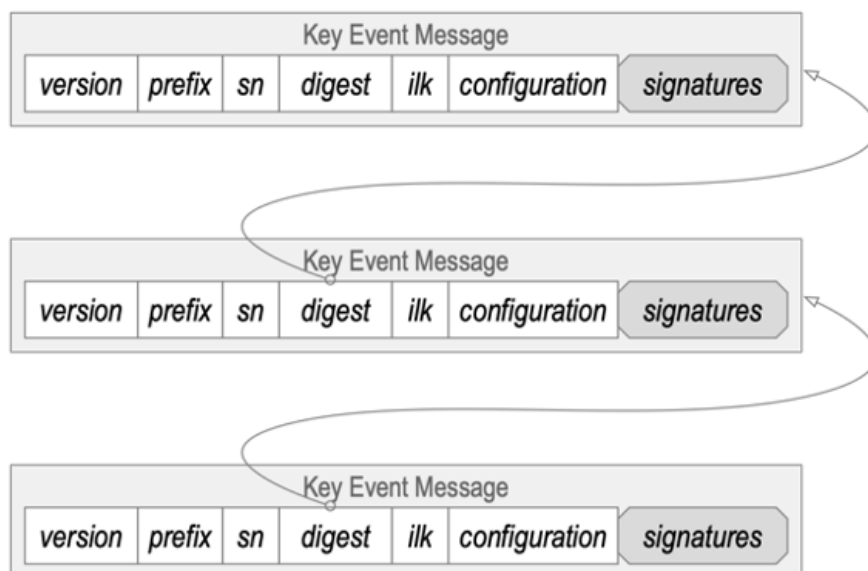 Key Event Message
version prefix sn digest ilk configuration signatures
Key Event Message
version prefix sn digest ilk configuration signatures
Key Event Message
version prefix sn digest ilk configuration signatures